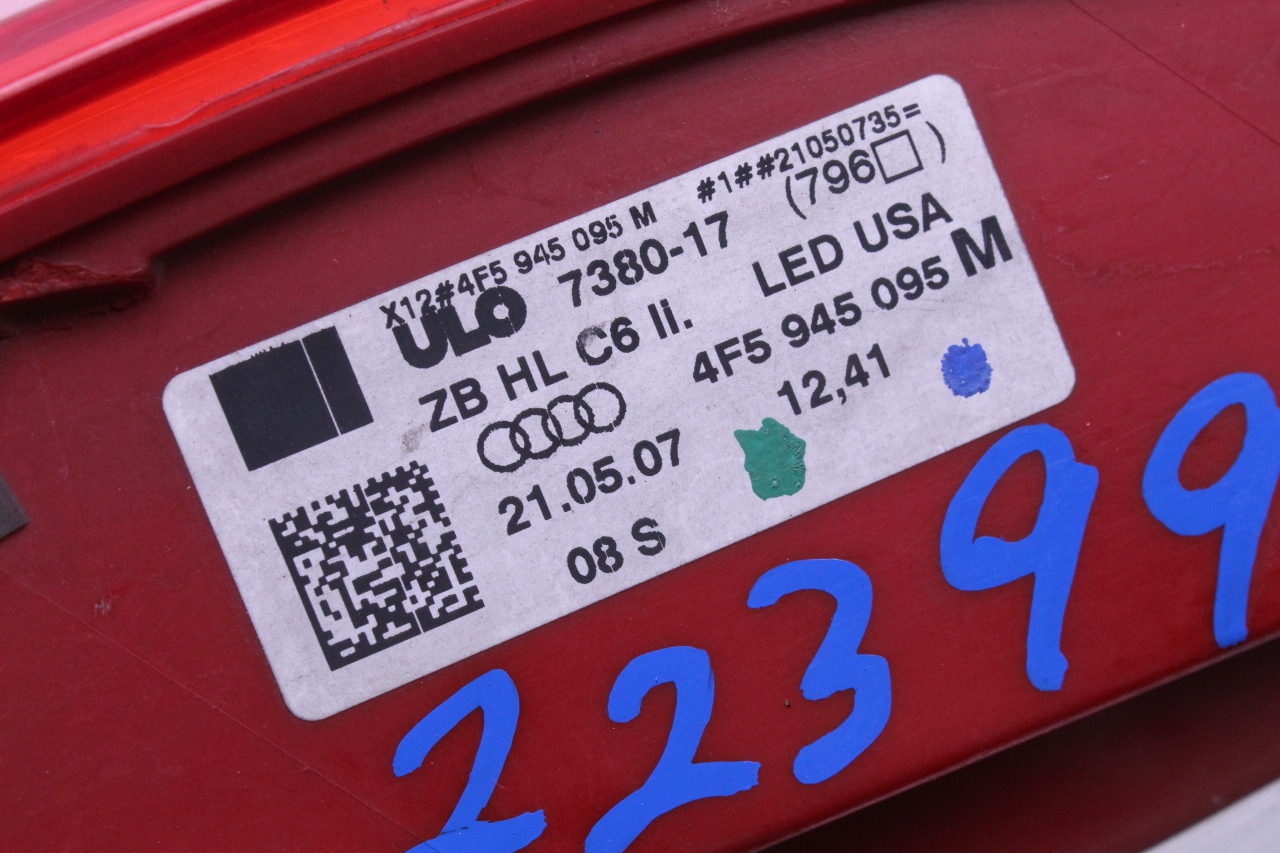 X12#4F5 945 095 M #1##21050735=
ULO 7380-17 (796□ )
ZB HL C6 li. LED USA
4F5 945 095 M
21.05.07 12,41
08 S
22399